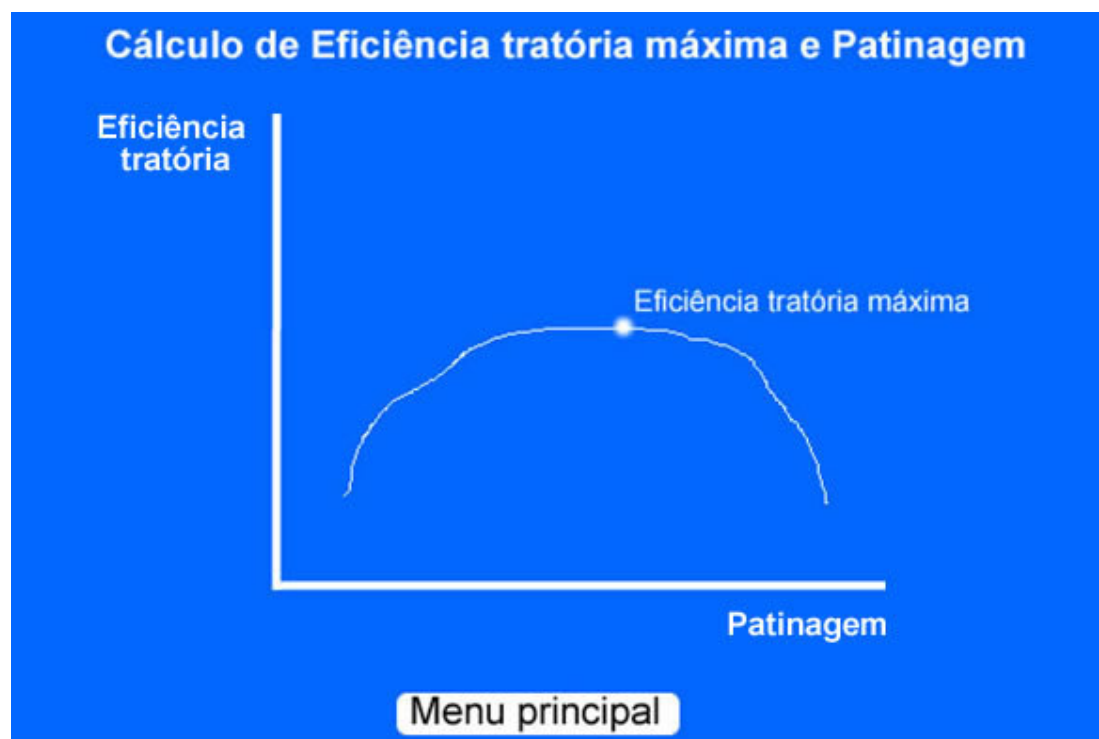 Cálculo de Eficiência tratória máxima e Patinagem
Eficiência
tratória
Eficiência tratória máxima
Patinagem
Menu principal